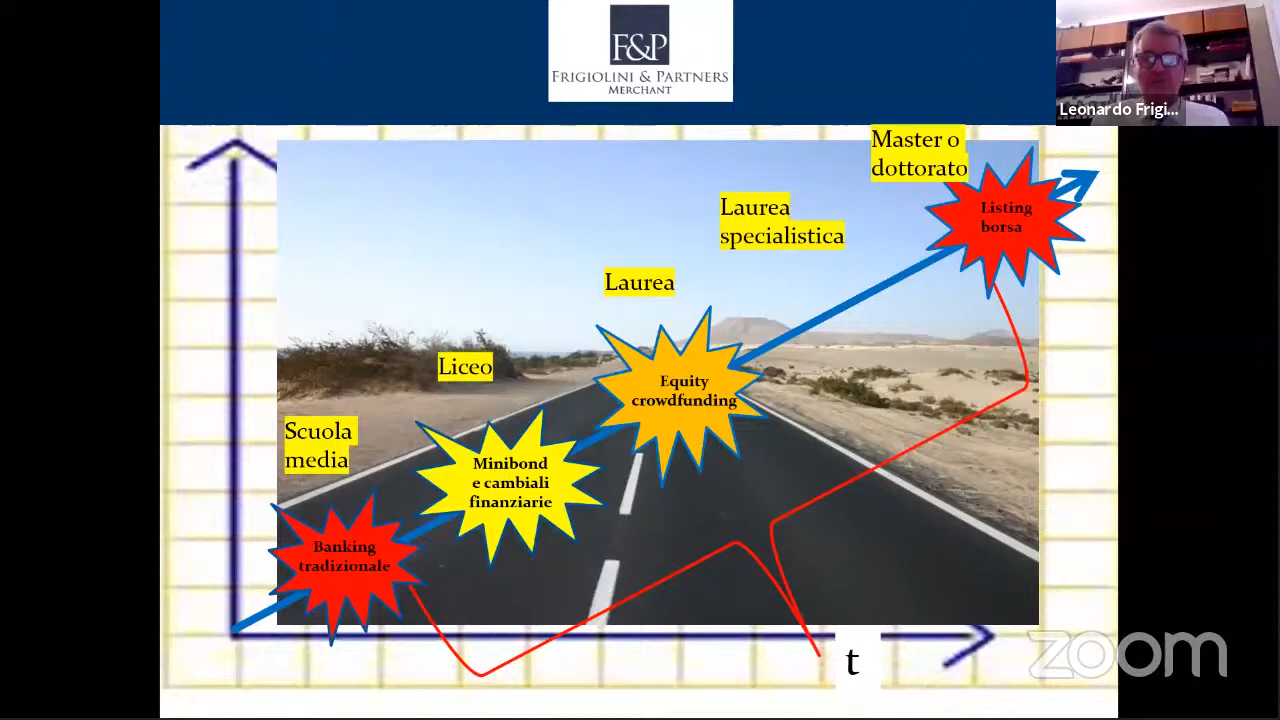 F&P
FRIGIOLINI & PARTNERS
MERCHANT
Leonardo Frigi...
Master o
dottorato
Listing
borsa
Laurea
specialistica
Laurea
Equity
crowdfunding
Liceo
Minibond
e cambiali
finanziarie
Scuola
media
Banking
tradizionale
t
zoom